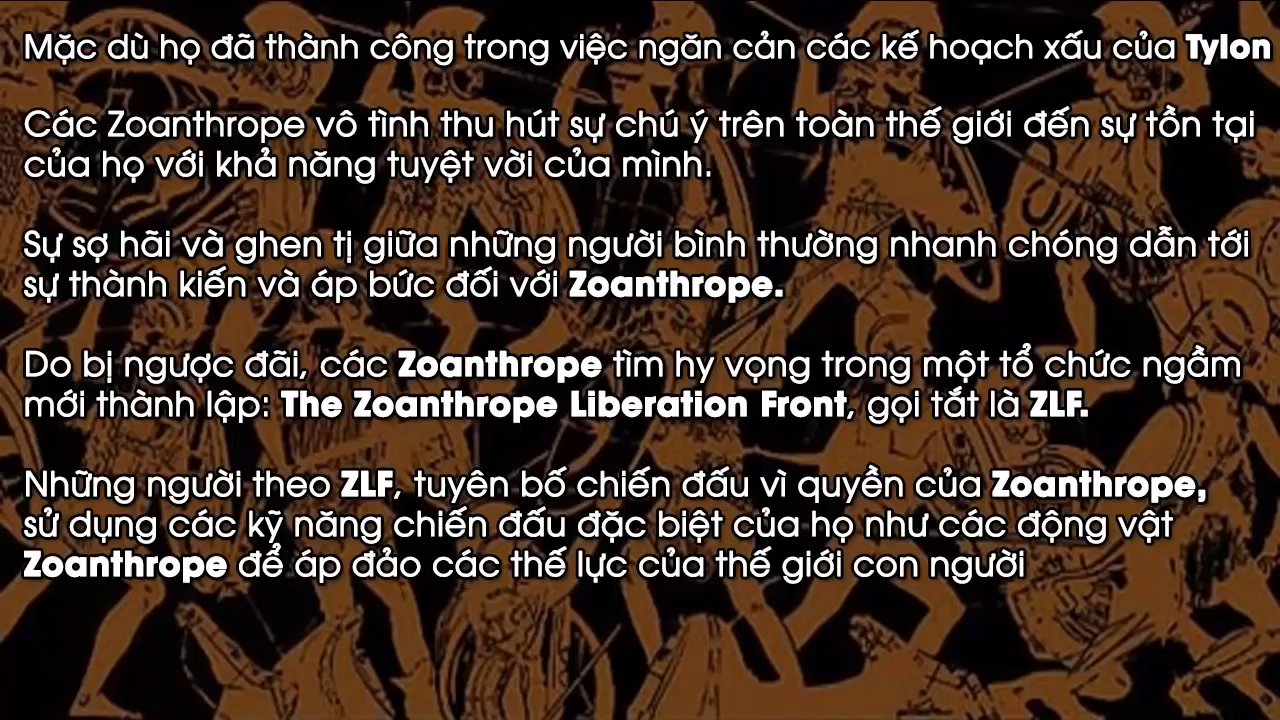 Mặc dù họ đã thành công trong việc ngăn cản các kế hoạch xấu của Tylon
Các Zoanthrope vô tình thu hút sự chú ý trên toàn thế giới đến sự tồn tại
của họ với khả năng tuyệt vời của mình.
Sự sợ hãi và ghen tị giữa những người bình thường nhanh chóng dẫn tới
sự thành kiến và áp bức đối với Zoanthrope.
Do bị ngược đãi, các Zoanthrope tìm hy vọng trong một tổ chức ngầm
mới thành lập: The Zoanthrope Liberation Front, gọi tắt là ZLF.
Những người theo ZLF, tuyên bố chiến đấu vì quyền của Zoanthrope,
sử dụng các kỹ năng chiến đấu đặc biệt của họ như các động vật
Zoanthrope để áp đảo các thế lực của thế giới con người